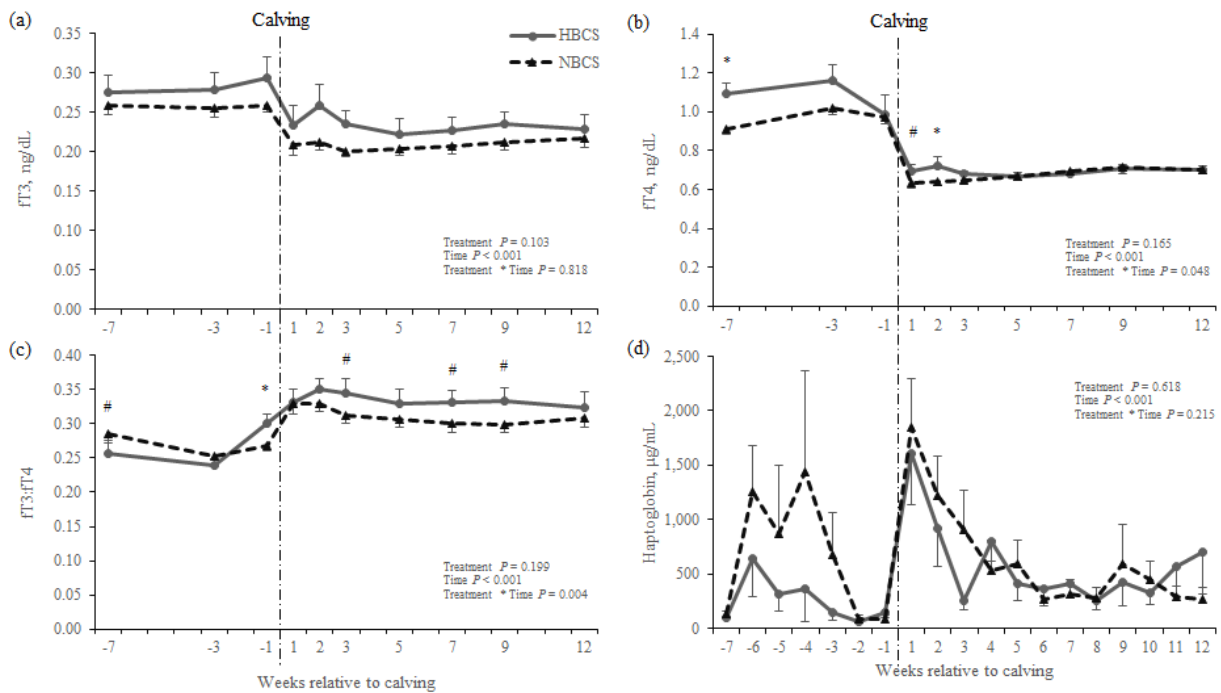 (a)
Calving
HBCS
NBCS
fT3, ng/dL
0.35
0.30
0.25
0.20
0.15
0.10
0.05
0.00
Treatment P = 0.103
Time P < 0.001
Treatment * Time P = 0.818
-7 -3 -1 1 2 3 5 7 9 12
(b)
Calving
fT4, ng/dL
1.4
1.2
1.0
0.8
0.6
0.4
0.2
0.0
* # *
Treatment P = 0.165
Time P < 0.001
Treatment * Time P = 0.048
-7 -3 -1 1 2 3 5 7 9 12
(c)
fT3:fT4
0.40
0.35
0.30
0.25
0.20
0.15
0.10
0.05
0.00
# * # # #
Treatment P = 0.199
Time P < 0.001
Treatment * Time P = 0.004
-7 -3 -1 1 2 3 5 7 9 12
Weeks relative to calving
(d)
Haptoglobin, µg/mL
2,500
2,000
1,500
1,000
500
0
Treatment P = 0.618
Time P < 0.001
Treatment * Time P = 0.215
-7 -6 -5 -4 -3 -2 -1 1 2 3 4 5 6 7 8 9 10 11 12
Weeks relative to calving